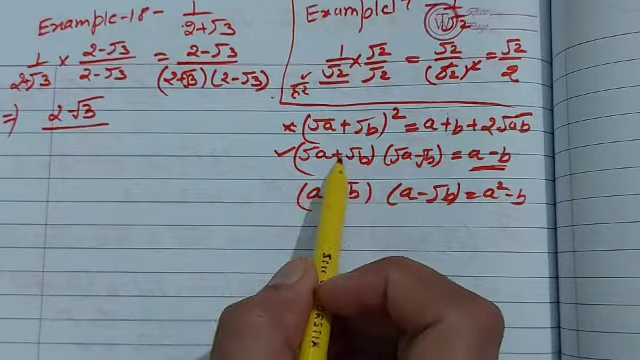 Example-18- 1/(2+√3)
1/(2√3) × (2-√3)/(2-√3) = (2-√3)/((2+√3)(2-√3))
⇒ 2-√3
Example
1/√2 × √2/√2 = √2/(√2)² = √2/2
* (√a+√b)² = a+b+2√ab
✓ (√a+√b) (√a-√b) = a-b
(a √b) (a-√b) = a²-b